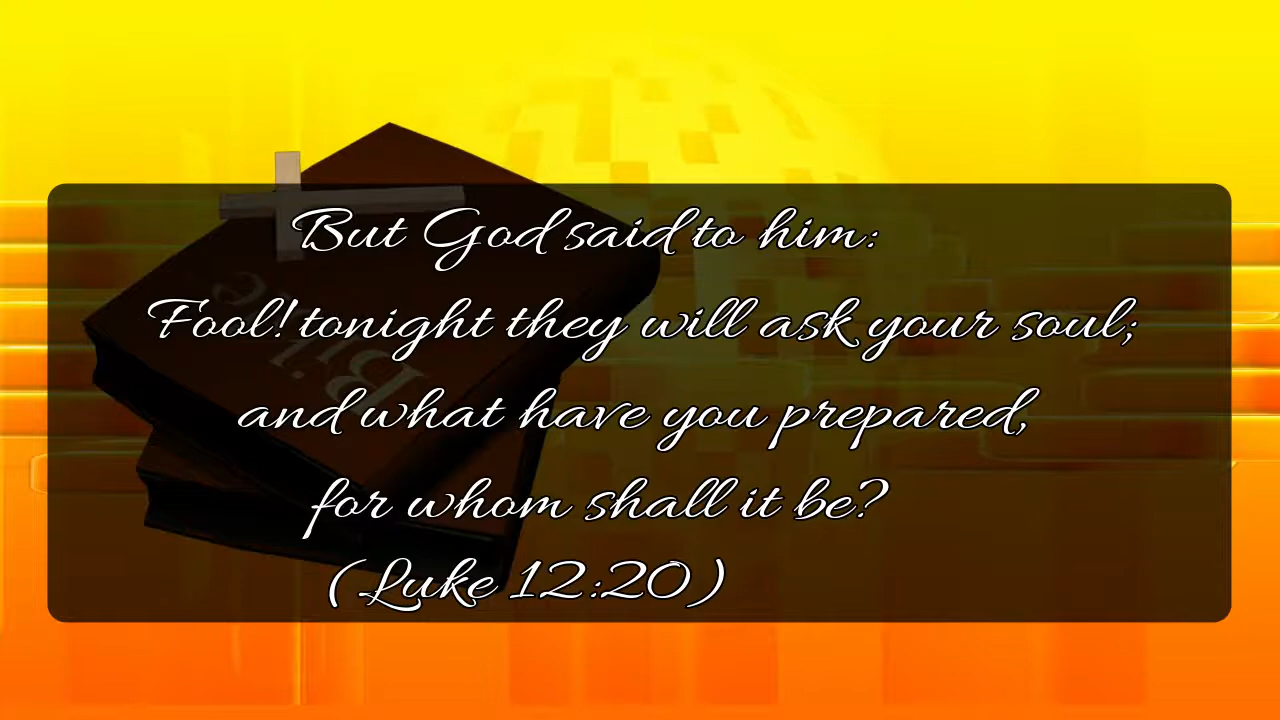 But God said to him:
Fool! tonight they will ask your soul;
and what have you prepared,
for whom shall it be?
(Luke 12:20)
Bible